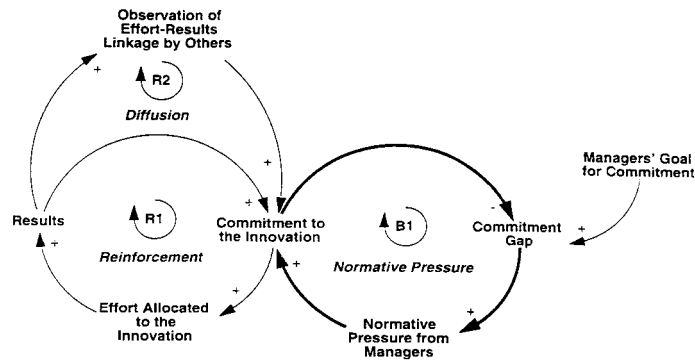 Observation of
Effort-Results
Linkage by Others
+
R2
Diffusion
+
Managers' Goal
for Commitment
Results
+
R1
Reinforcement
+
Commitment to
the Innovation
B1
Normative Pressure
-
Commitment
Gap
+
+
+
Effort Allocated
to the
Innovation
+
Normative
Pressure from
Managers